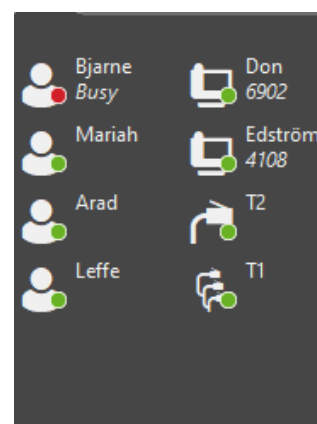 Bjarne
Busy
Don
6902
Mariah
Edström
4108
Arad
T2
Leffe
T1